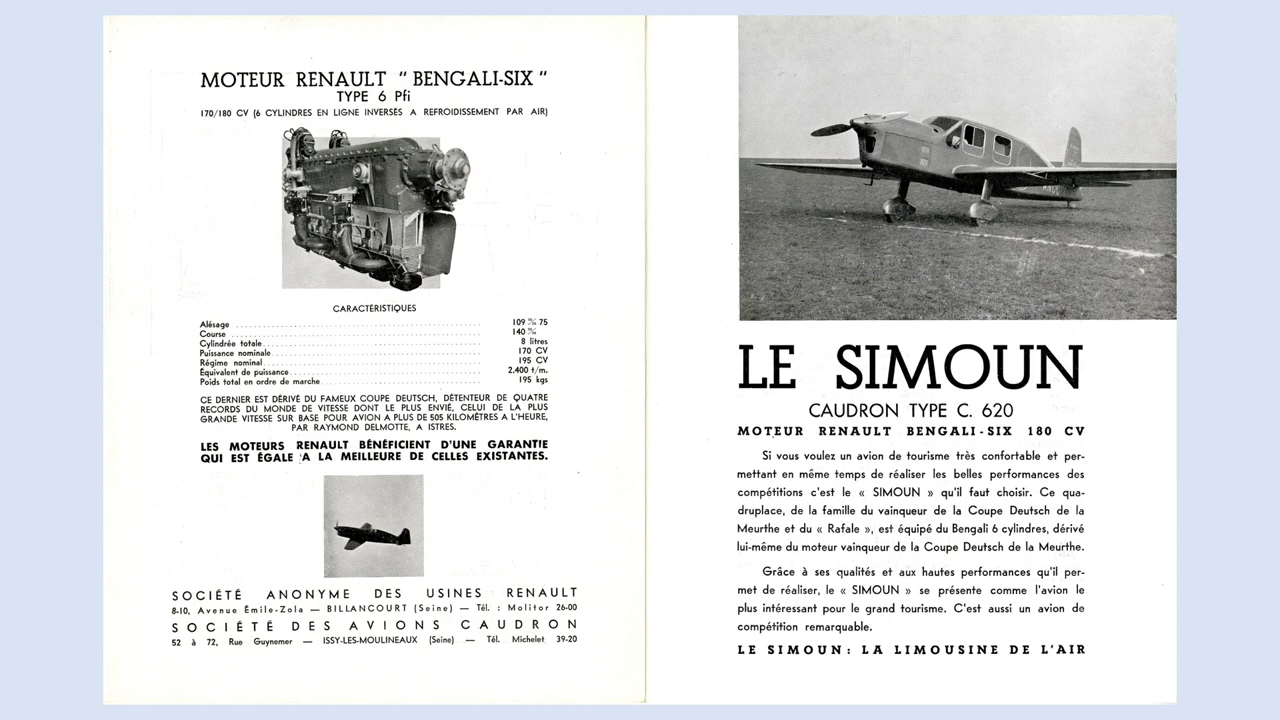 MOTEUR RENAULT " BENGALI-SIX "
TYPE 6 Pfi
170/180 CV (6 CYLINDRES EN LIGNE INVERSÉS A REFROIDISSEMENT PAR AIR)
CARACTÉRISTIQUES
Alésage 109 m/m 75
Course 140 m/m
Cylindrée totale 8 litres
Puissance nominale 170 CV
Régime nominal 195 CV
Équivalent de puissance 2.400 t/m.
Poids total en ordre de marche 195 kgs
CE DERNIER EST DÉRIVÉ DU FAMEUX COUPE DEUTSCH, DÉTENTEUR DE QUATRE
RECORDS DU MONDE DE VITESSE DONT LE PLUS ENVIÉ, CELUI DE LA PLUS
GRANDE VITESSE SUR BASE POUR AVION A PLUS DE 505 KILOMÈTRES A L'HEURE,
PAR RAYMOND DELMOTTE, A ISTRES.
LES MOTEURS RENAULT BÉNÉFICIENT D'UNE GARANTIE
QUI EST ÉGALE A LA MEILLEURE DE CELLES EXISTANTES.
SOCIÉTÉ ANONYME DES USINES RENAULT
8-10, Avenue Émile-Zola — BILLANCOURT (Seine) — Tél. : Molitor 26-00
SOCIÉTÉ DES AVIONS CAUDRON
52 à 72, Rue Guynemer — ISSY-LES-MOULINEAUX (Seine) — Tél. Michelet 39-20
LE SIMOUN
CAUDRON TYPE C. 620
MOTEUR RENAULT BENGALI-SIX 180 CV
Si vous voulez un avion de tourisme très confortable et per-
mettant en même temps de réaliser les belles performances des
compétitions c'est le « SIMOUN » qu'il faut choisir. Ce qua-
druplace, de la famille du vainqueur de la Coupe Deutsch de la
Meurthe et du « Rafale », est équipé du Bengali 6 cylindres, dérivé
lui-même du moteur vainqueur de la Coupe Deutsch de la Meurthe.
Grâce à ses qualités et aux hautes performances qu'il per-
met de réaliser, le « SIMOUN » se présente comme l'avion le
plus intéressant pour le grand tourisme. C'est aussi un avion de
compétition remarquable.
LE SIMOUN : LA LIMOUSINE DE L'AIR